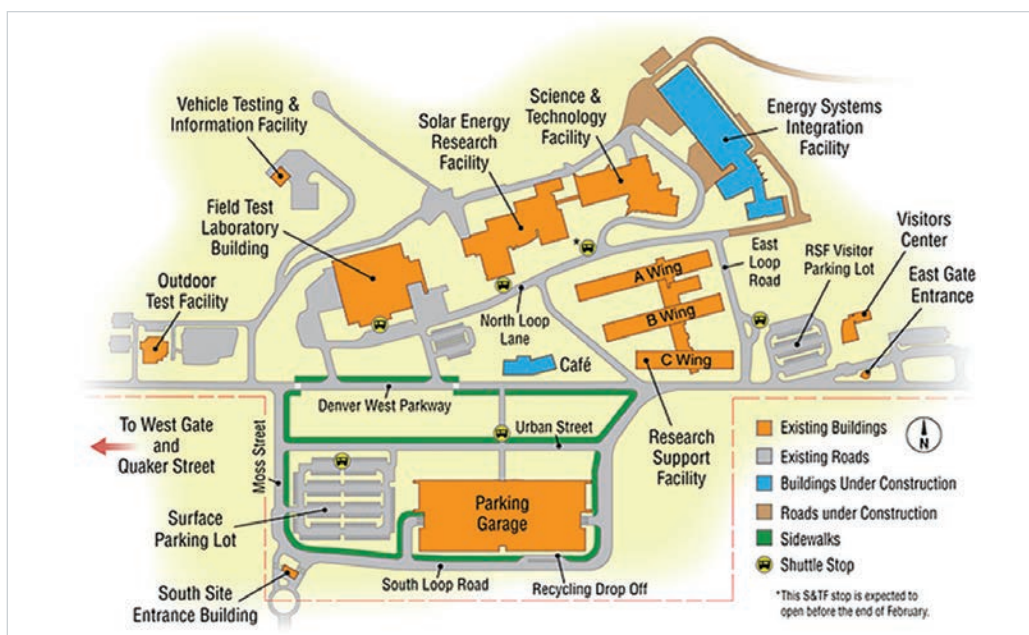 Vehicle Testing &
Information Facility
Solar Energy
Research
Facility
Science &
Technology
Facility
Energy Systems
Integration
Facility
Field Test
Laboratory
Building
Outdoor
Test Facility
*
North Loop
Lane
A Wing
B Wing
C Wing
East
Loop
Road
RSF Visitor
Parking Lot
Visitors
Center
East Gate
Entrance
Café
Denver West Parkway
Urban Street
To West Gate
and
Quaker Street
Moss Street
Surface
Parking Lot
Parking
Garage
Research
Support
Facility
South Site
Entrance Building
South Loop Road
Recycling Drop Off
Existing Buildings
N
Existing Roads
Buildings Under Construction
Roads under Construction
Sidewalks
Shuttle Stop
*This S&TF stop is expected to
open before the end of February.